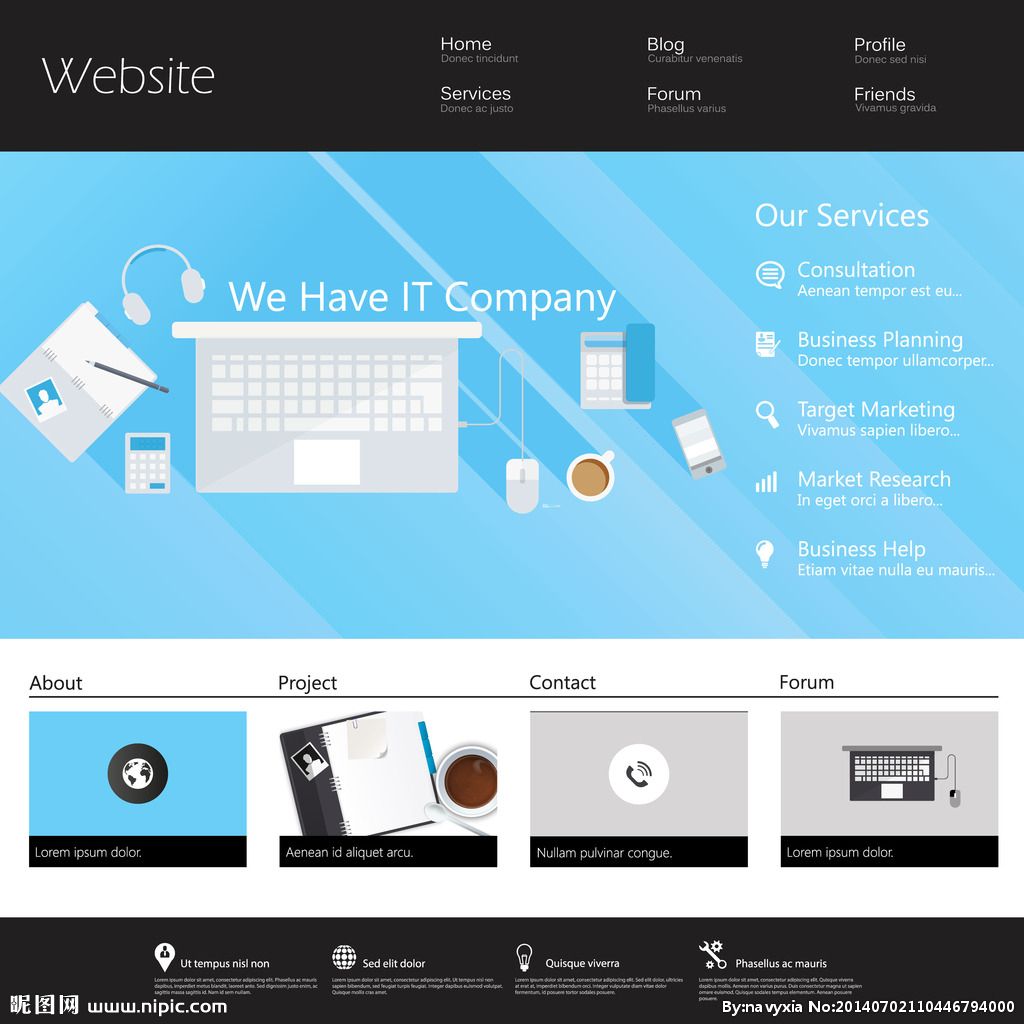 Website
Home
Donec tincidunt
Blog
Curabitur venenatis
Profile
Donec sed nisi
Services
Donec ac justo
Forum
Phasellus varius
Friends
Vivamus gravida
We Have IT Company
Our Services
Consultation
Aenean tempor est eu...
Business Planning
Donec tempor ullamcorper...
Target Marketing
Vivamus sapien libero...
Market Research
In eget orci a libero...
Business Help
Etiam vitae nulla eu mauris...
About
Project
Contact
Forum
Lorem ipsum dolor.
Aenean id aliquet arcu.
Nullam pulvinar congue.
Lorem ipsum dolor.
Ut tempus nisl non
Sed elit dolor
Quisque viverra
Phasellus ac mauris
昵图网 www.nipic.com
By:navyxia No:20140702110446794000